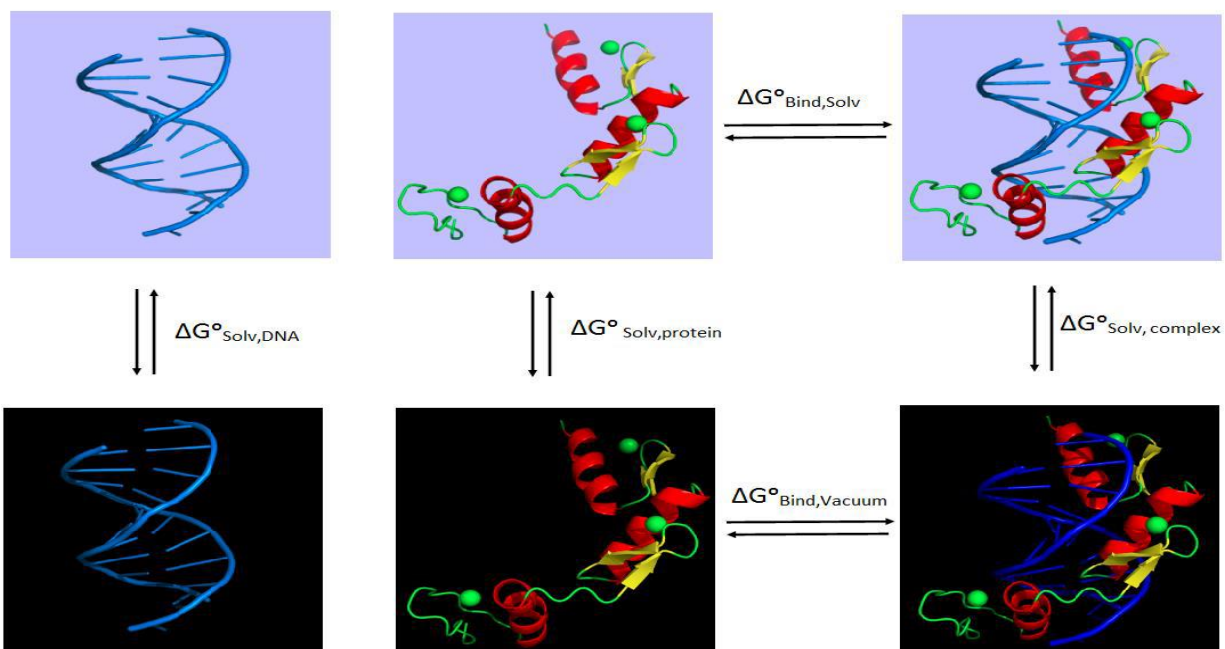 ΔG°Bind,Solv
ΔG°Solv,DNA
ΔG° Solv,protein
ΔG°Solv, complex
ΔG°Bind,Vacuum